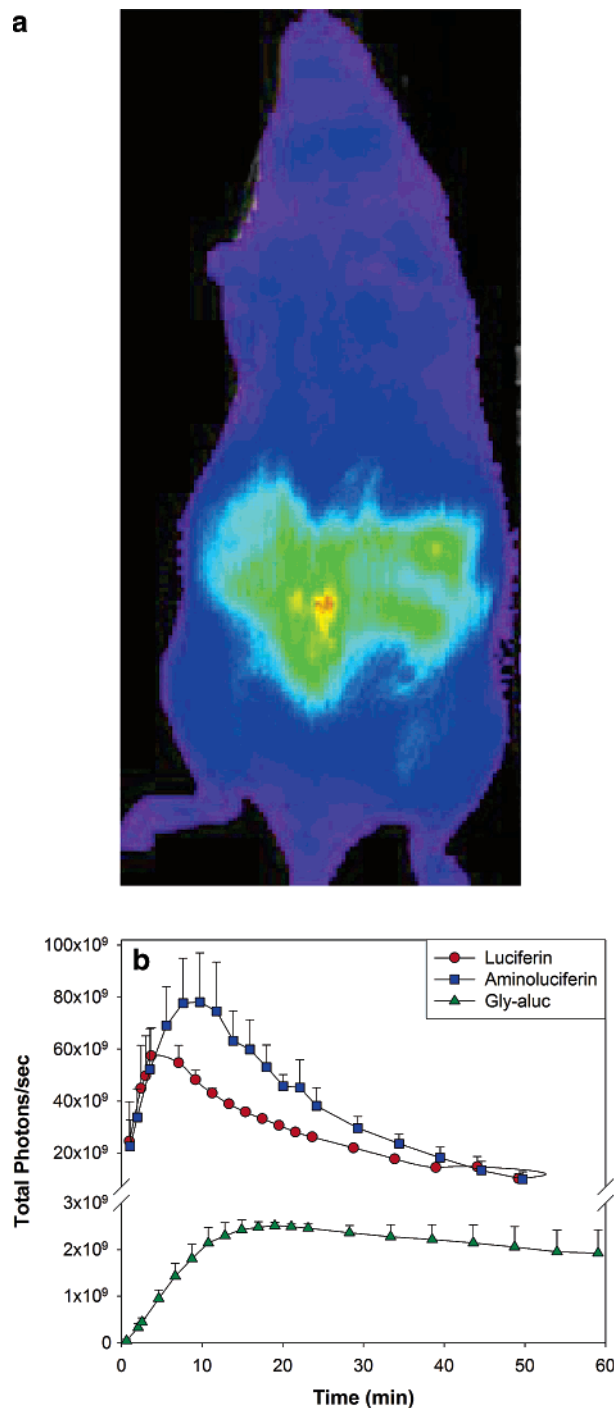 a
b
Luciferin
Aminoluciferin
Gly-aluc
100x10⁹
80x10⁹
60x10⁹
40x10⁹
20x10⁹
3x10⁹
2x10⁹
1x10⁹
0
Total Photons/sec
0 10 20 30 40 50 60
Time (min)